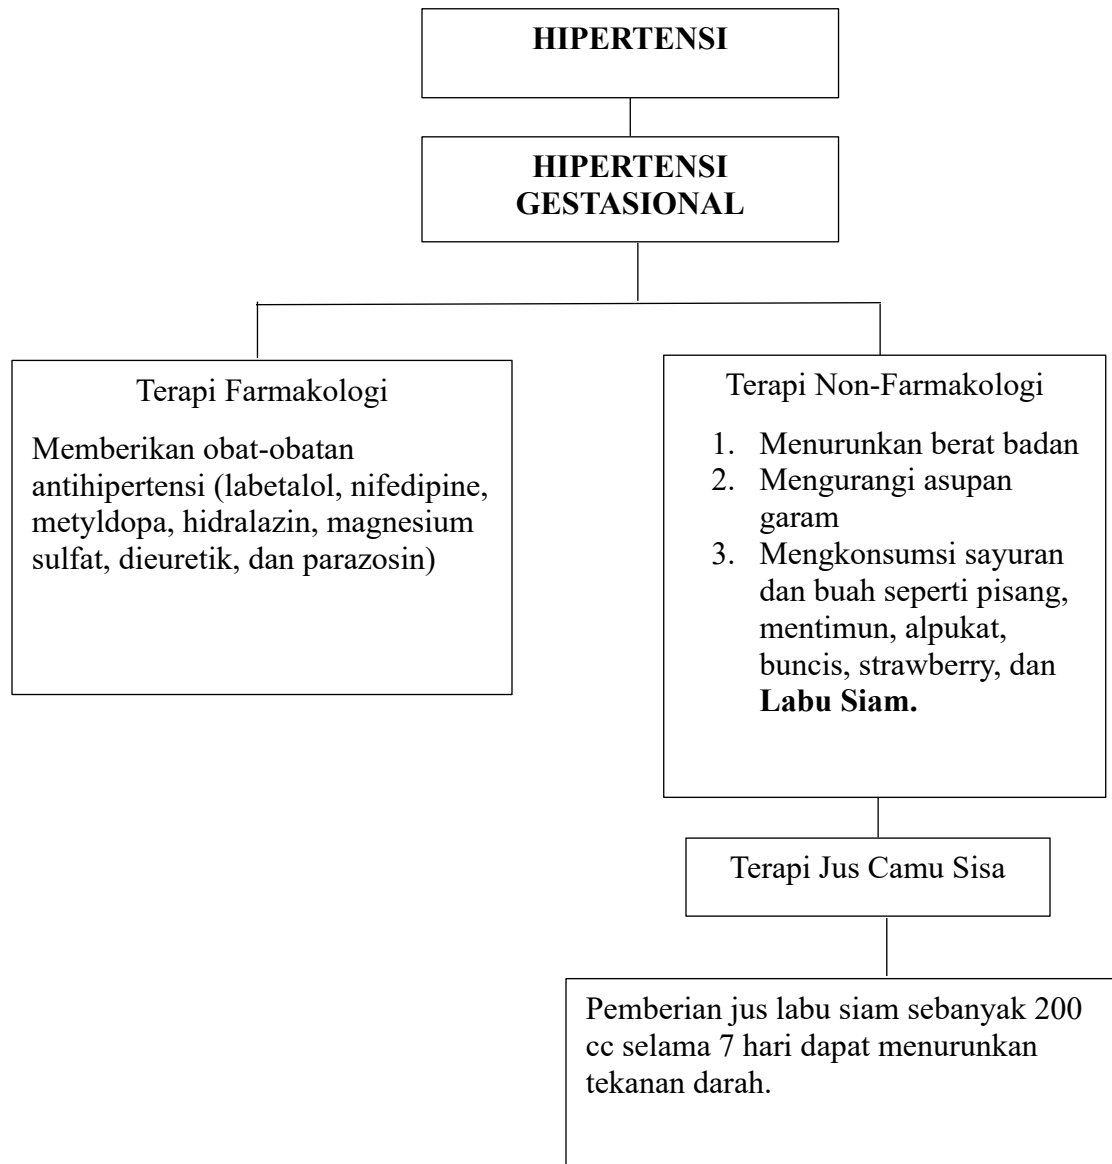 HIPERTENSI
HIPERTENSI
GESTASIONAL
Terapi Farmakologi
Memberikan obat-obatan
antihipertensi (labetalol, nifedipine,
metyldopa, hidralazin, magnesium
sulfat, dieuretik, dan parazosin)
Terapi Non-Farmakologi
1. Menurunkan berat badan
2. Mengurangi asupan
garam
3. Mengkonsumsi sayuran
dan buah seperti pisang,
mentimun, alpukat,
buncis, strawberry, dan
Labu Siam.
Terapi Jus Camu Sisa
Pemberian jus labu siam sebanyak 200
cc selama 7 hari dapat menurunkan
tekanan darah.